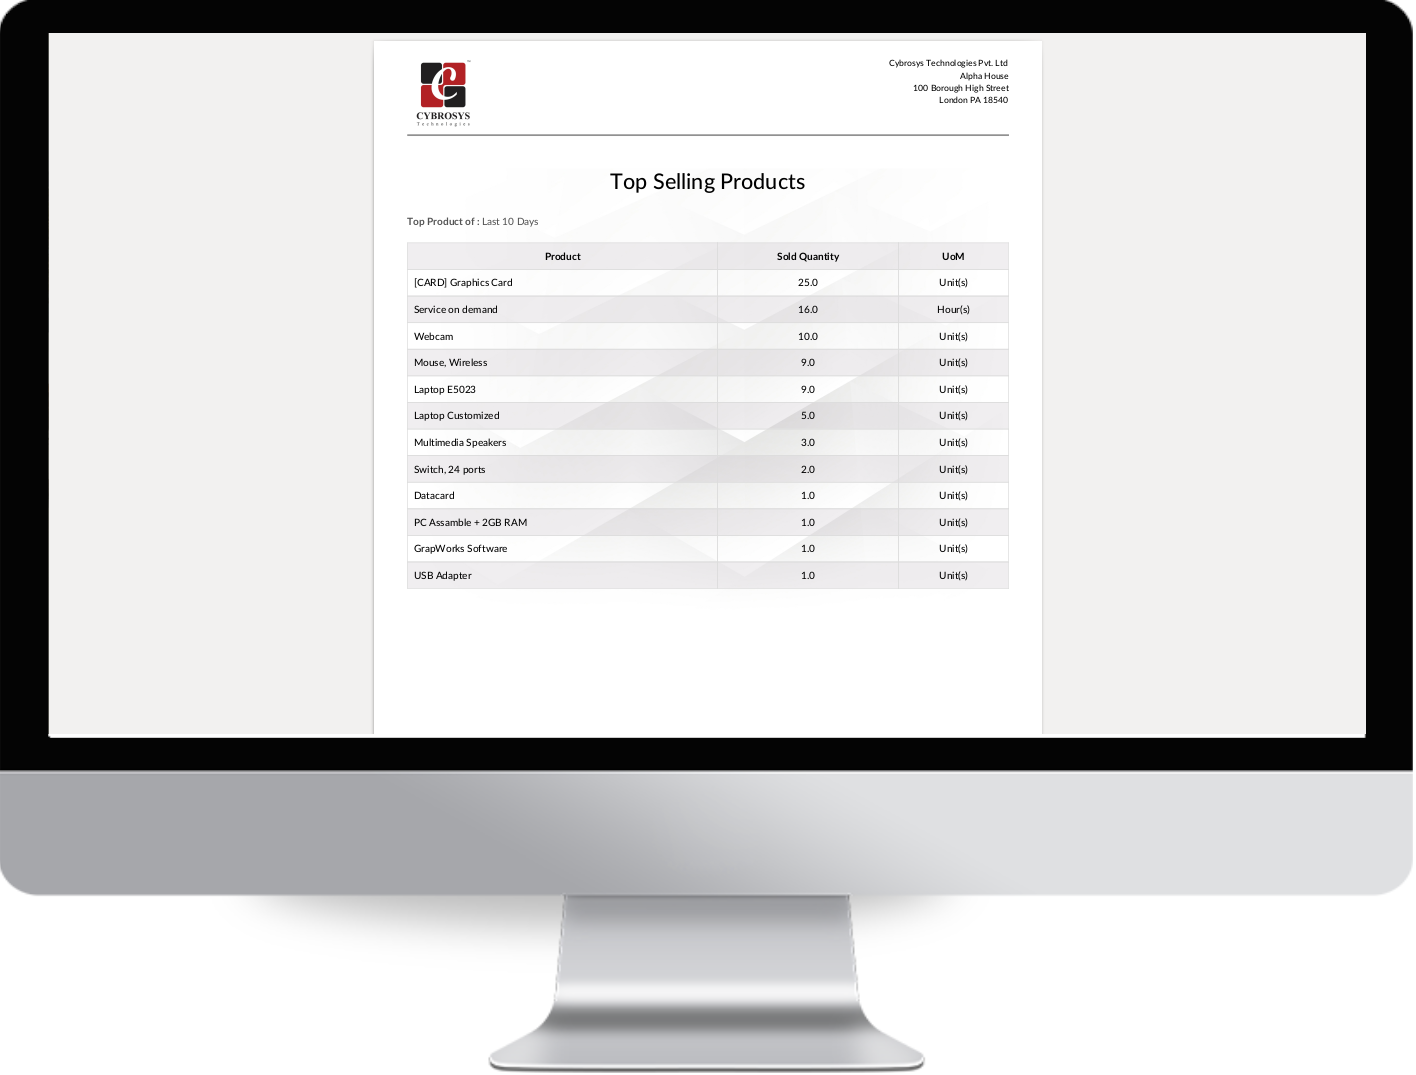 CYBROSYS
Technologies
Cybrosys Technologies Pvt. Ltd
Alpha House
100 Borough High Street
London PA 18540
Top Selling Products
Top Product of : Last 10 Days
Product Sold Quantity UoM
[CARD] Graphics Card 25.0 Unit(s)
Service on demand 16.0 Hour(s)
Webcam 10.0 Unit(s)
Mouse, Wireless 9.0 Unit(s)
Laptop E5023 9.0 Unit(s)
Laptop Customized 5.0 Unit(s)
Multimedia Speakers 3.0 Unit(s)
Switch, 24 ports 2.0 Unit(s)
Datacard 1.0 Unit(s)
PC Assamble + 2GB RAM 1.0 Unit(s)
GrapWorks Software 1.0 Unit(s)
USB Adapter 1.0 Unit(s)